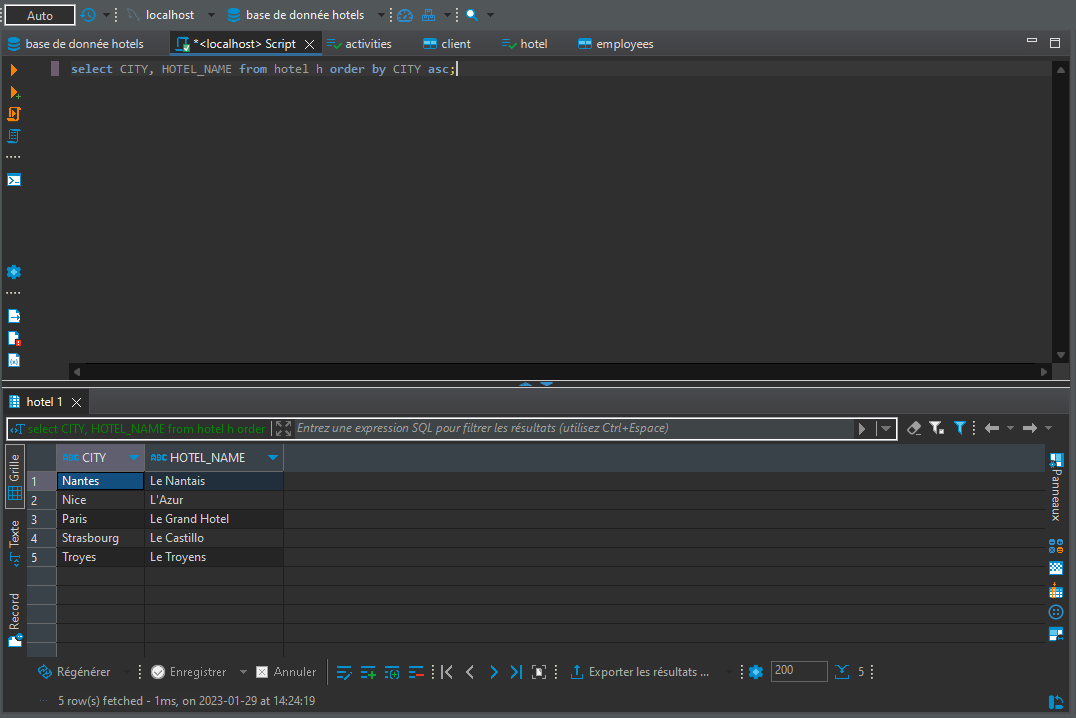 Auto localhost base de donnée hotels
base de donnée hotels *<localhost> Script activities client hotel employees
select CITY, HOTEL_NAME from hotel h order by CITY asc;
hotel 1
select CITY, HOTEL_NAME from hotel h order Entrez une expression SQL pour filtrer les résultats (utilisez Ctrl+Espace)
Grille
Texte
Record
ABC CITY ABC HOTEL_NAME
1 Nantes Le Nantais
2 Nice L'Azur
3 Paris Le Grand Hotel
4 Strasbourg Le Castillo
5 Troyes Le Troyens
Panneaux
Régénérer Enregistrer Annuler Exporter les résultats ... 200 5
5 row(s) fetched - 1ms, on 2023-01-29 at 14:24:19